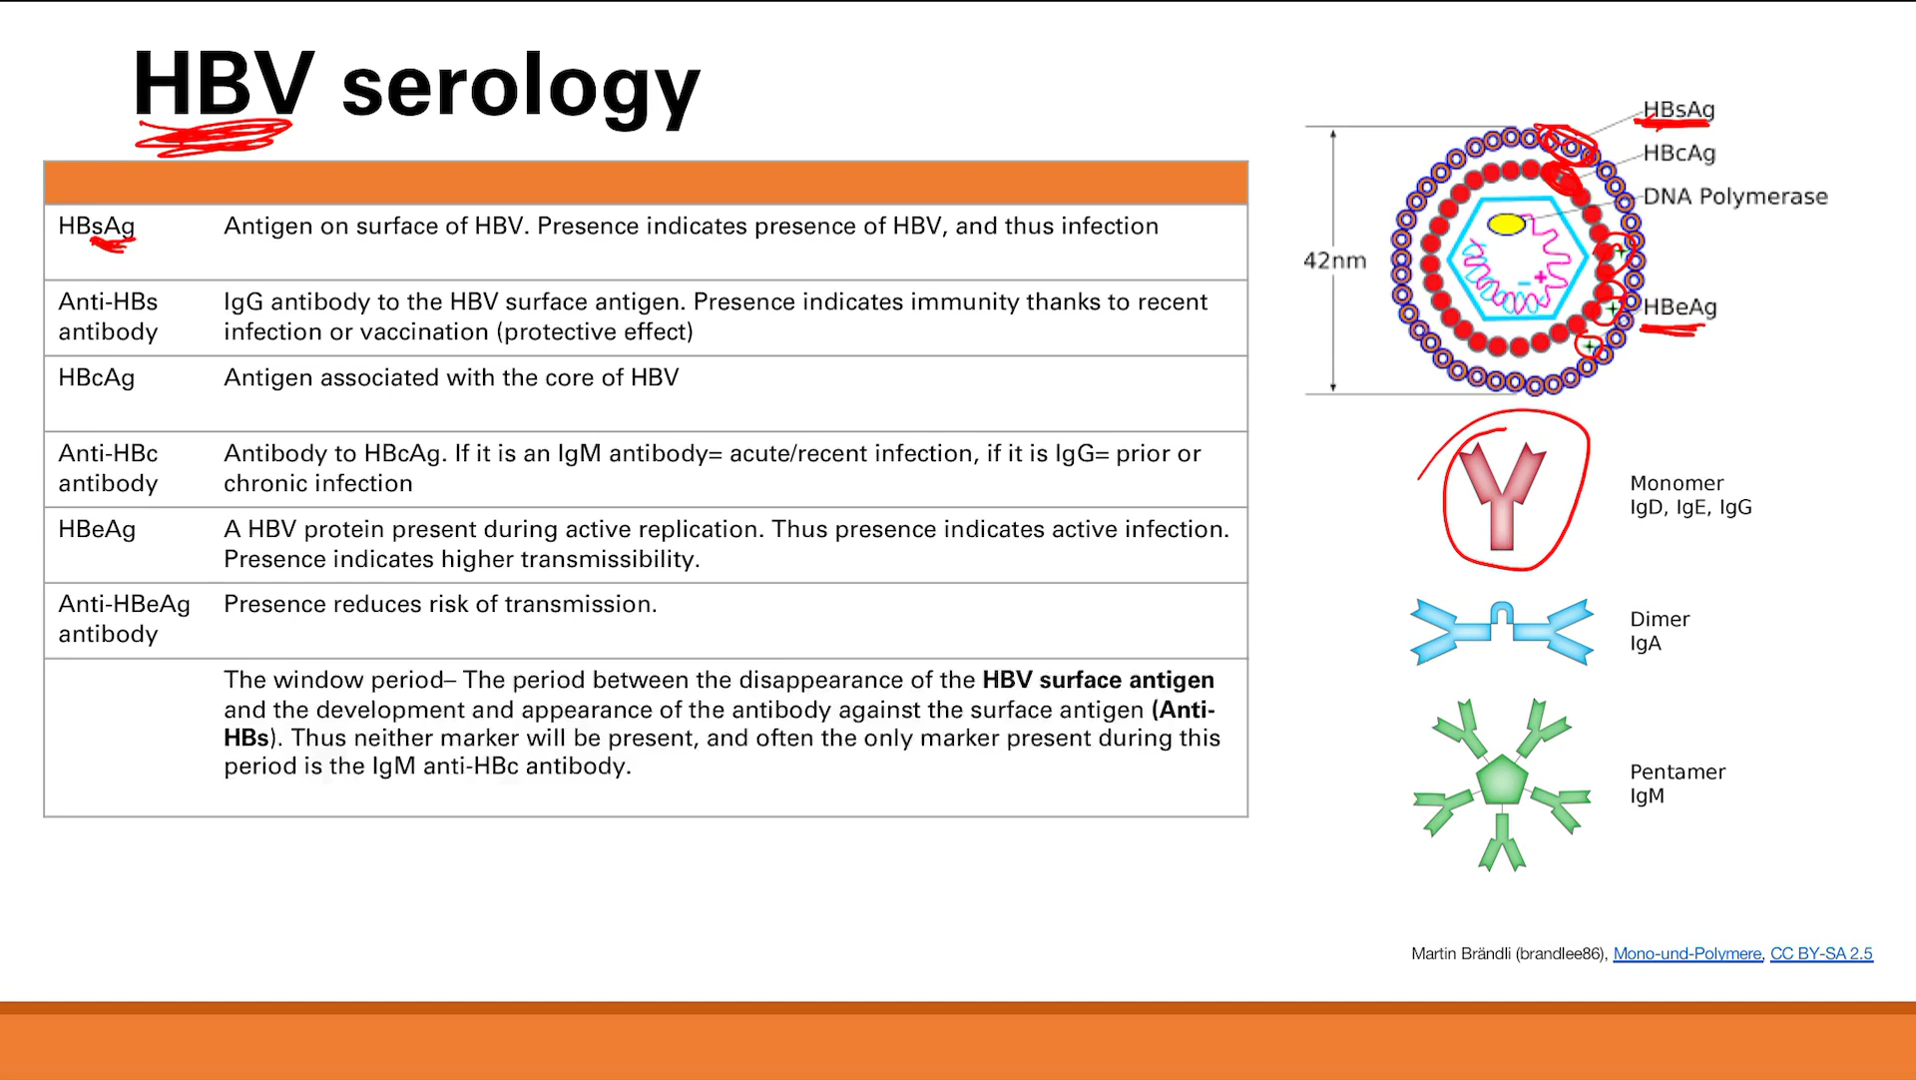 HBV serology
HBsAg
Antigen on surface of HBV. Presence indicates presence of HBV, and thus infection
Anti-HBs
antibody
IgG antibody to the HBV surface antigen. Presence indicates immunity thanks to recent
infection or vaccination (protective effect)
HBcAg
Antigen associated with the core of HBV
Anti-HBc
antibody
Antibody to HBcAg. If it is an IgM antibody= acute/recent infection, if it is IgG= prior or
chronic infection
HBeAg
A HBV protein present during active replication. Thus presence indicates active infection.
Presence indicates higher transmissibility.
Anti-HBeAg
antibody
Presence reduces risk of transmission.
The window period– The period between the disappearance of the HBV surface antigen
and the development and appearance of the antibody against the surface antigen (Anti-
HBs). Thus neither marker will be present, and often the only marker present during this
period is the IgM anti-HBc antibody.
HBsAg
HBcAg
DNA Polymerase
42nm
HBeAg
Monomer
IgD, IgE, IgG
Dimer
IgA
Pentamer
IgM
Martin Brändli (brandlee86), Mono-und-Polymere, CC BY-SA 2.5